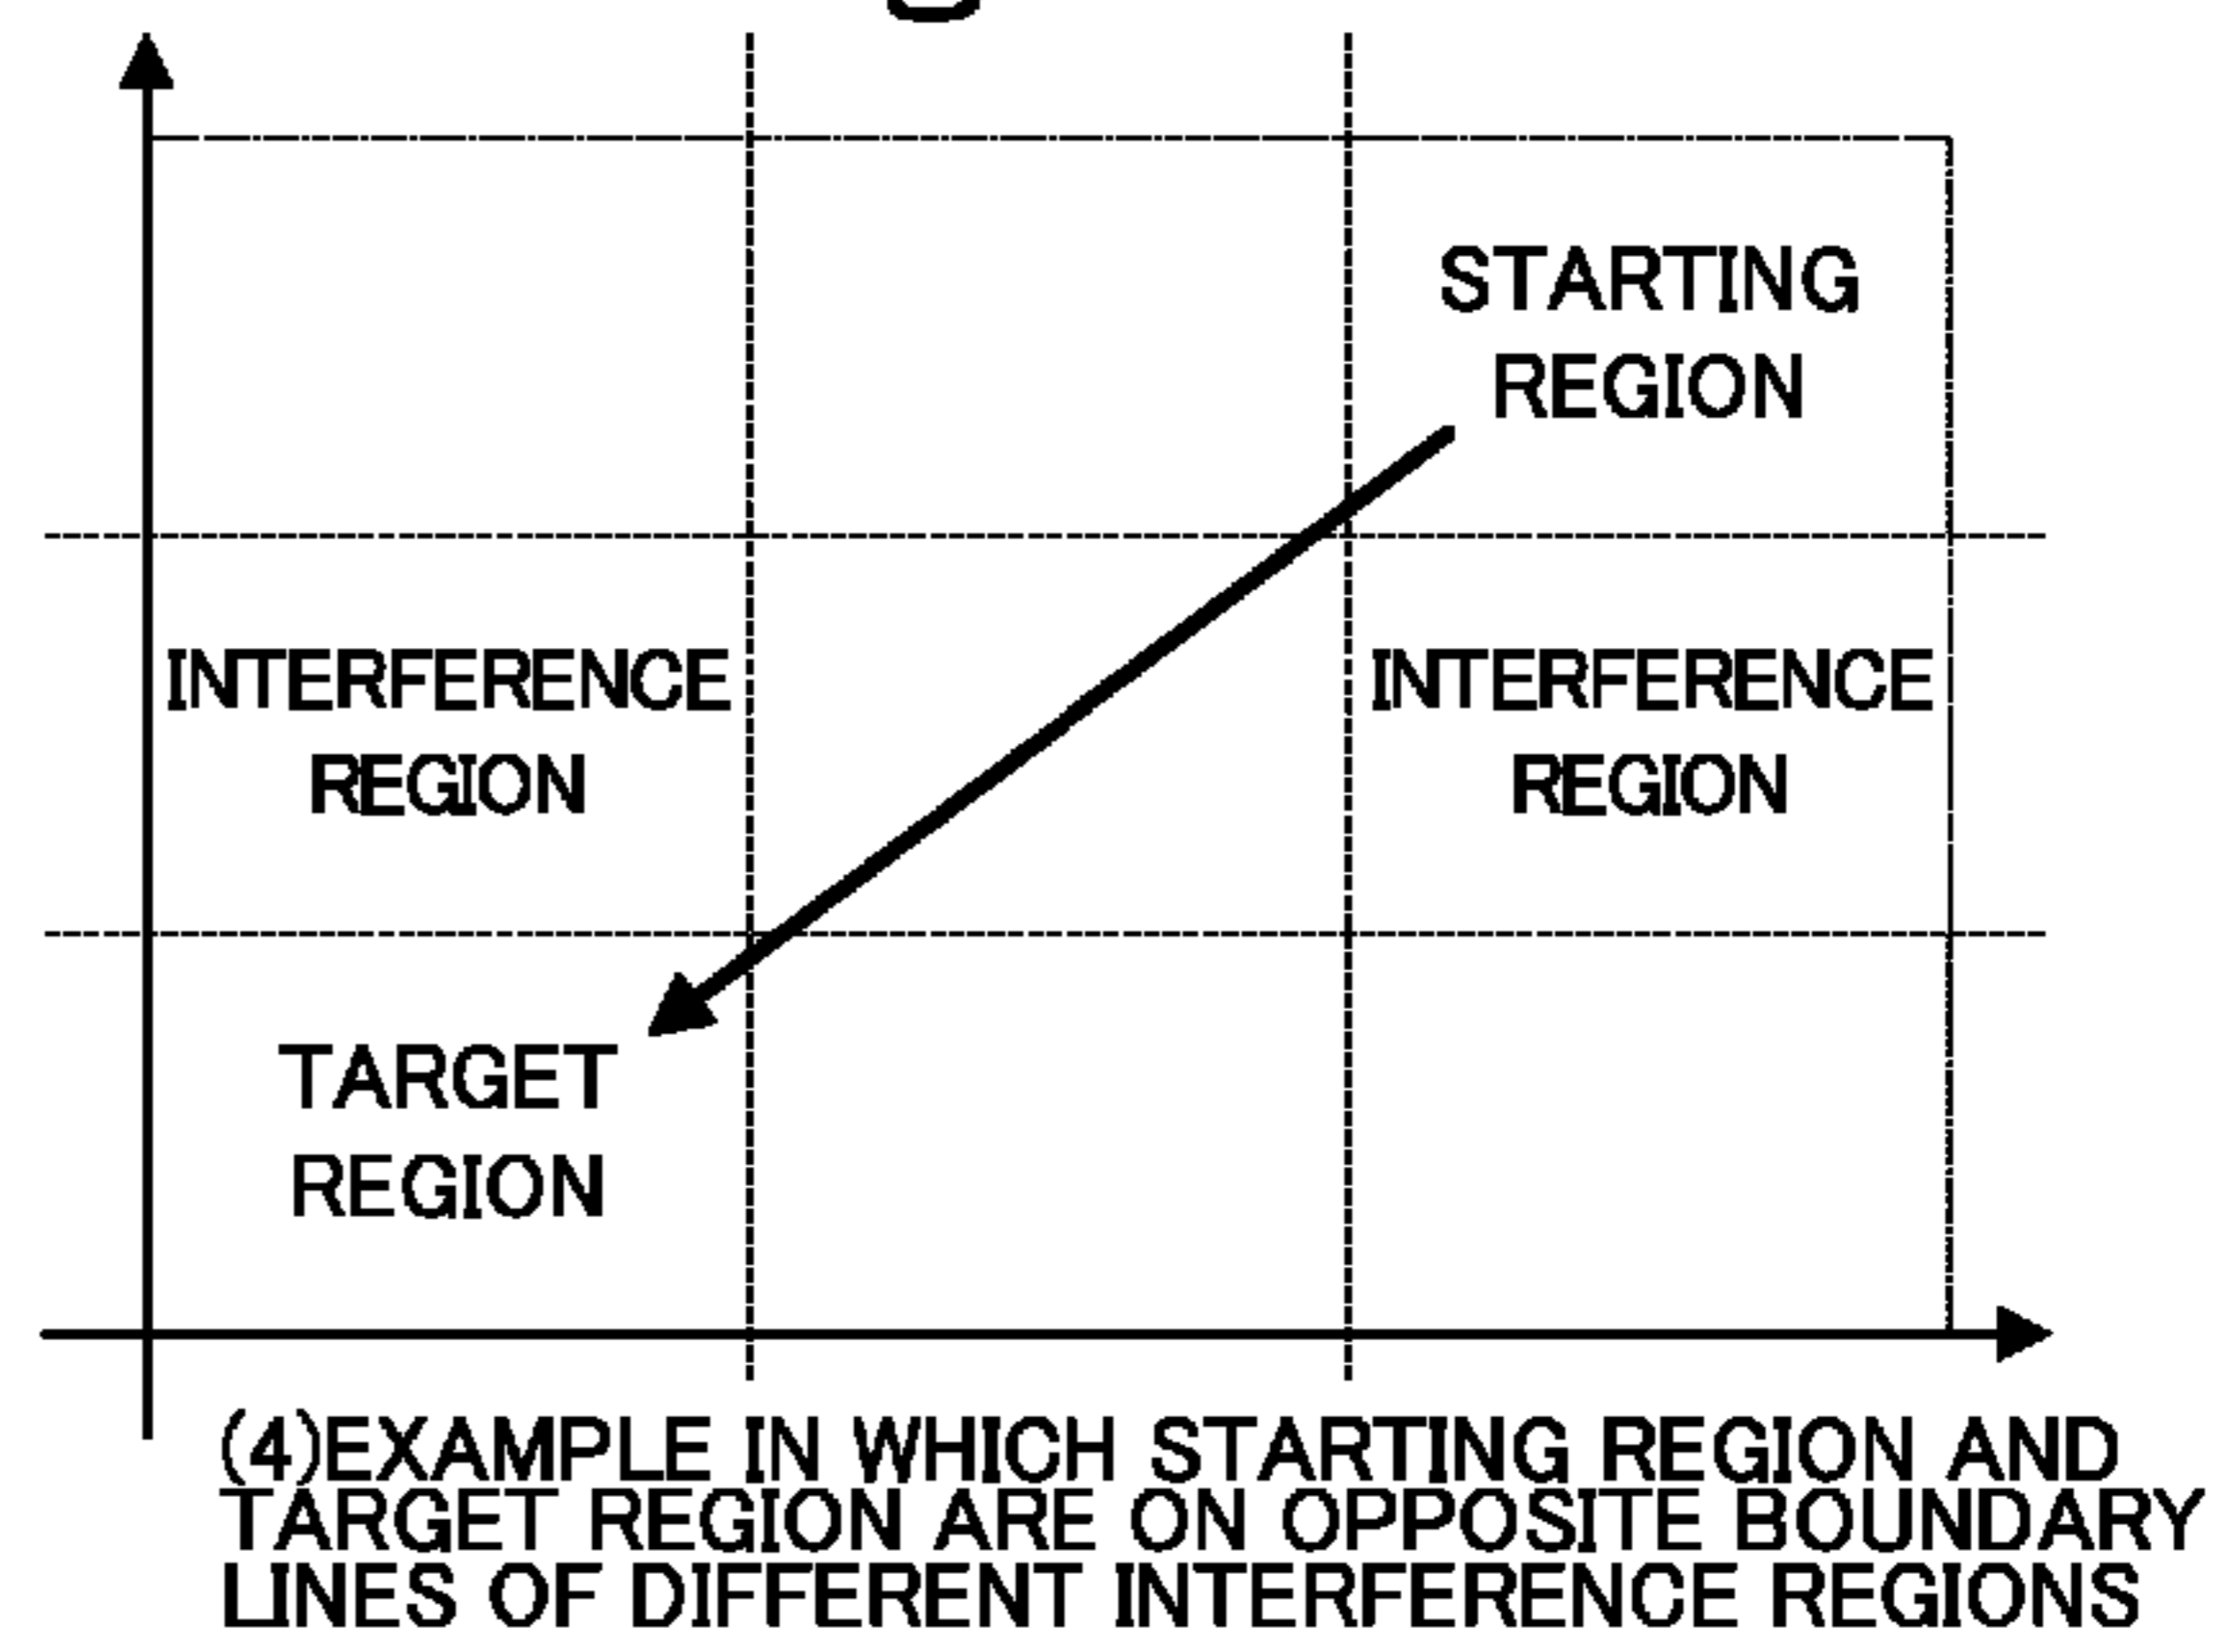 STARTING
REGION
INTERFERENCE
REGION
INTERFERENCE
REGION
TARGET
REGION
(4)EXAMPLE IN WHICH STARTING REGION AND
TARGET REGION ARE ON OPPOSITE BOUNDARY
LINES OF DIFFERENT INTERFERENCE REGIONS